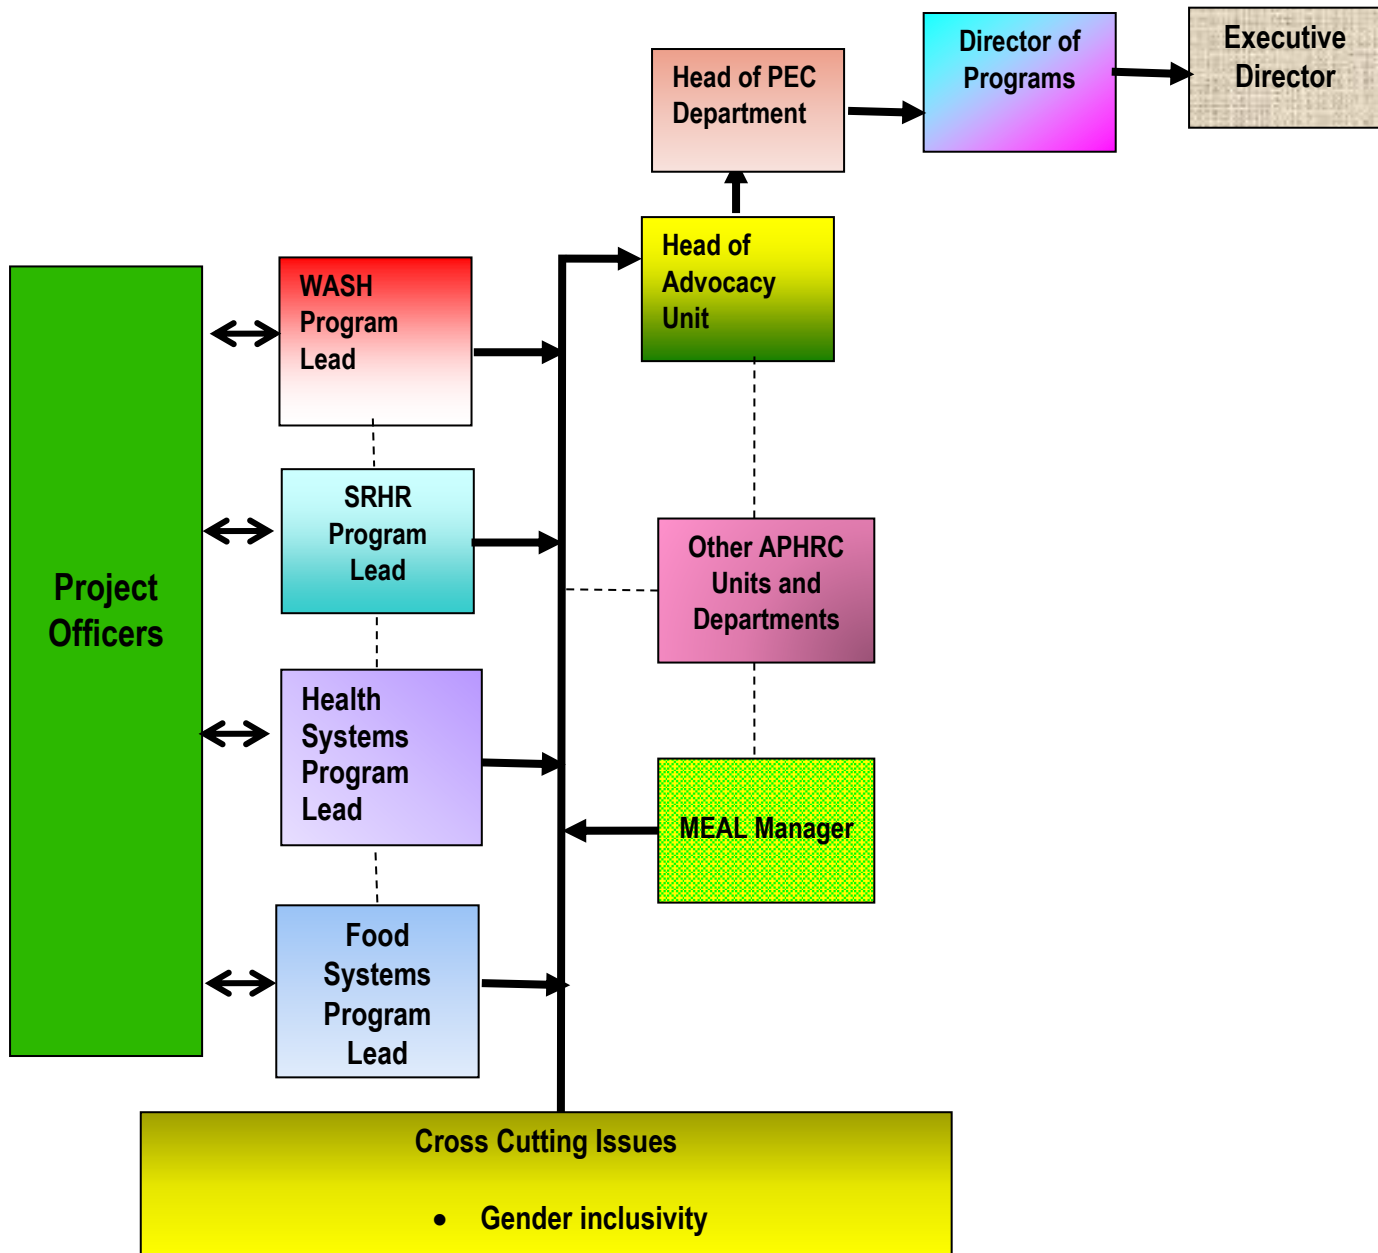 Executive
Director
Director of
Programs
Head of PEC
Department
Head of
Advocacy
Unit
WASH
Program
Lead
SRHR
Program
Lead
Project
Officers
Other APHRC
Units and
Departments
Health
Systems
Program
Lead
MEAL Manager
Food
Systems
Program
Lead
Cross Cutting Issues
• Gender inclusivity